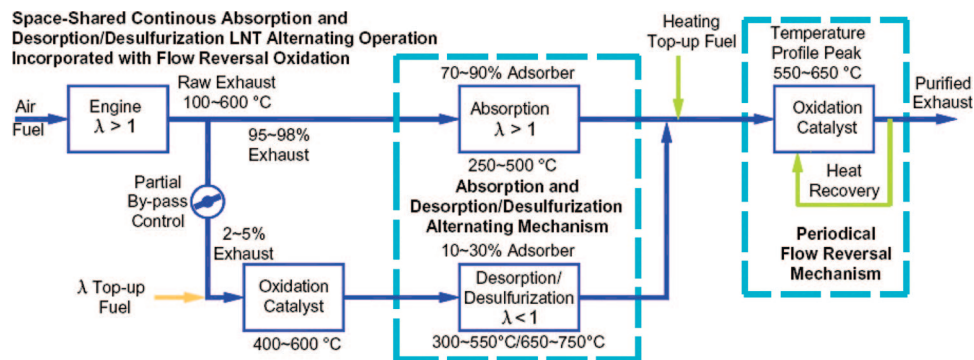 Space-Shared Continous Absorption and
Desorption/Desulfurization LNT Alternating Operation
Incorporated with Flow Reversal Oxidation
Air
Fuel
Engine
λ > 1
Raw Exhaust
100~600 °C
95~98%
Exhaust
Partial
By-pass
Control
2~5%
Exhaust
λ Top-up
Fuel
Oxidation
Catalyst
400~600 °C
70~90% Adsorber
Absorption
λ > 1
250~500 °C
Absorption and
Desorption/Desulfurization
Alternating Mechanism
10~30% Adsorber
Desorption/
Desulfurization
λ < 1
300~550°C/650~750°C
Heating
Top-up Fuel
Temperature
Profile Peak
550~650 °C
Oxidation
Catalyst
Heat
Recovery
Purified
Exhaust
Periodical
Flow Reversal
Mechanism